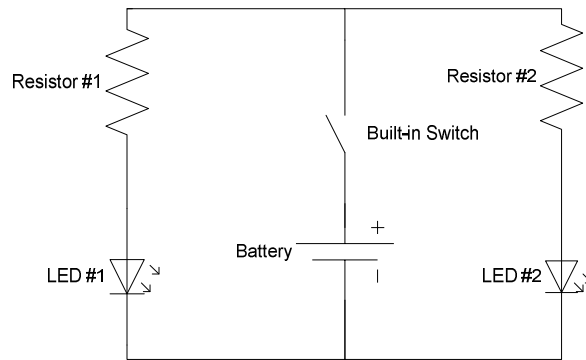 Resistor #1
Resistor #2
Built-in Switch
+
Battery
−
LED #1
LED #2